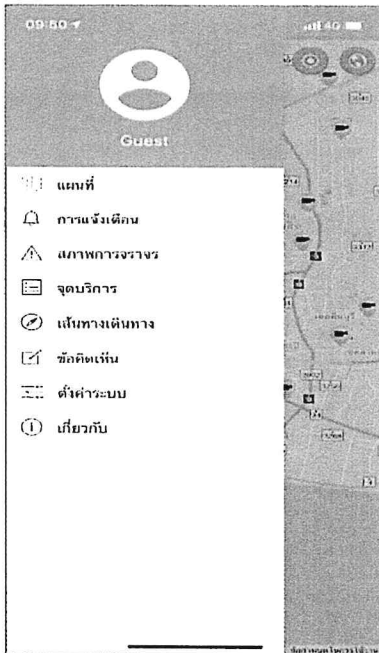 09:50
4G
Guest
แผนที่
การแจ้งเตือน
สภาพการจราจร
จุดบริการ
เส้นทางเดินทาง
ข้อคิดเห็น
ตั้งค่าระบบ
เกี่ยวกับ